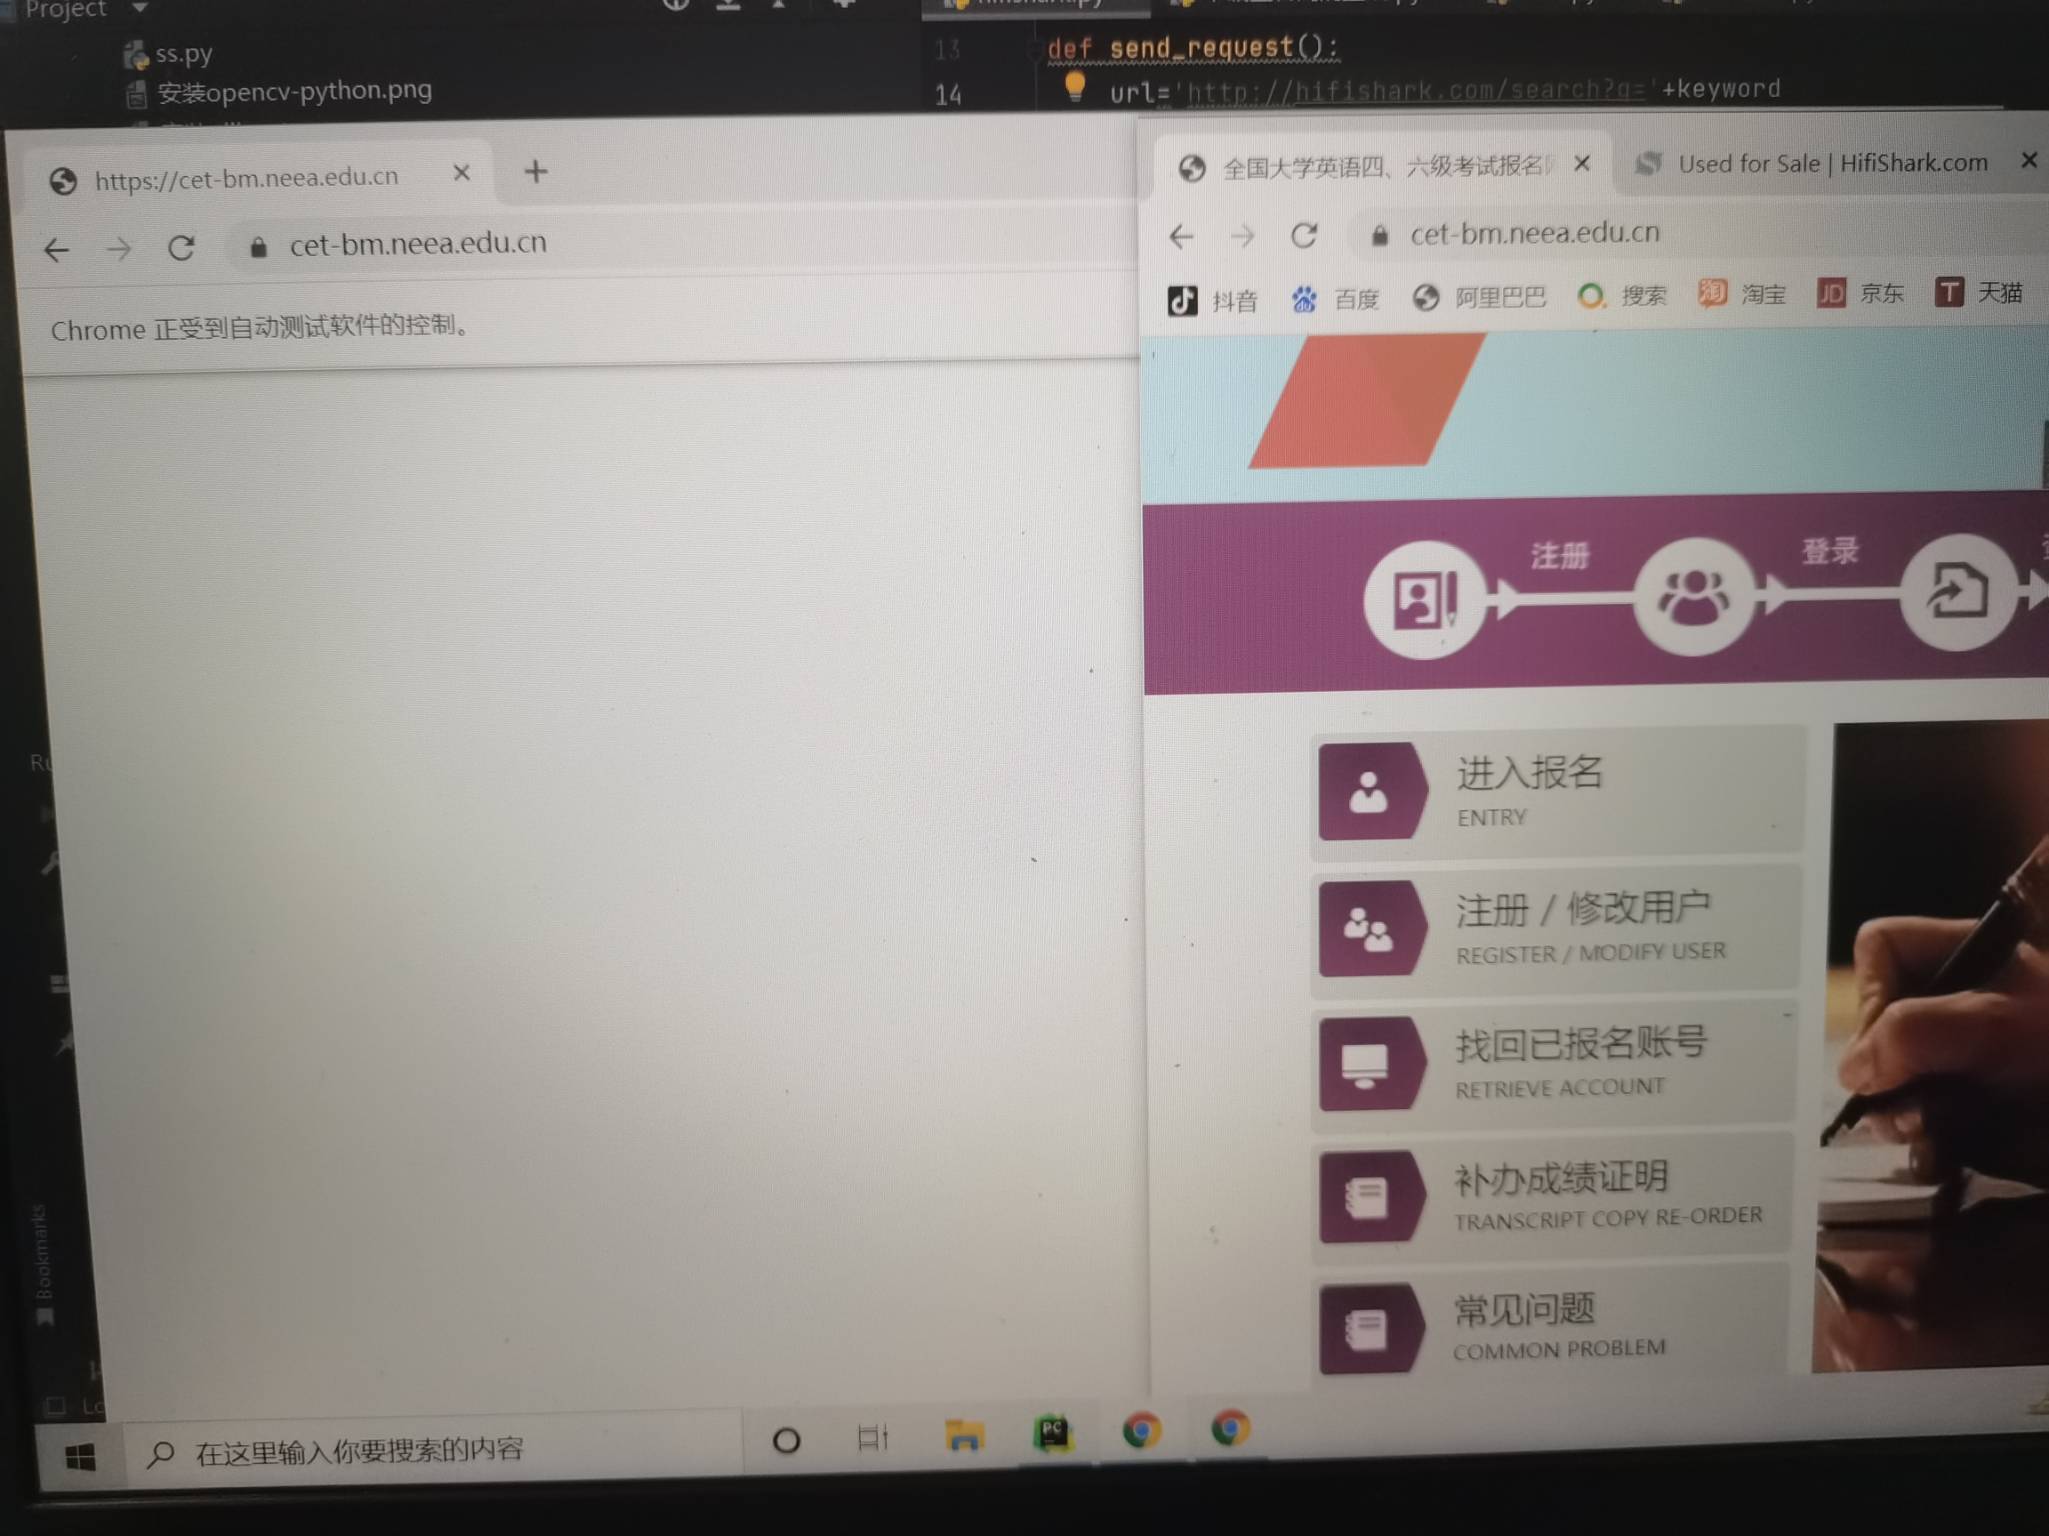 Project
ss.py
安装opencv-python.png
13
def send_request():
14
url='http://hifishark.com/search?q='+keyword
https://cet-bm.neea.edu.cn
cet-bm.neea.edu.cn
Chrome 正受到自动测试软件的控制。
全国大学英语四、六级考试报名
Used for Sale | HifiShark.com
cet-bm.neea.edu.cn
抖音
百度
阿里巴巴
搜索
淘宝
JD
京东
T
天猫
注册
登录
进入报名
ENTRY
注册 / 修改用户
REGISTER / MODIFY USER
找回已报名账号
RETRIEVE ACCOUNT
补办成绩证明
TRANSCRIPT COPY RE-ORDER
常见问题
COMMON PROBLEM
Bookmarks
在这里输入你要搜索的内容
PC